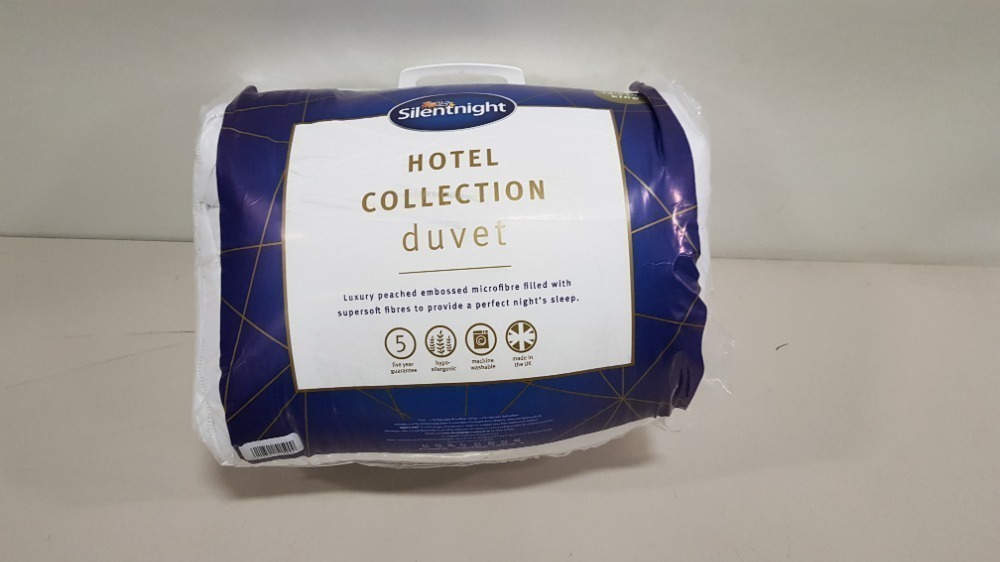 Silentnight
HOTEL
COLLECTION
duvet
Luxury peached embossed microfibre filled with
supersoft fibres to provide a perfect night's sleep.
5
five year
guarantee
hypo-
allergenic
machine
washable
made in
the UK